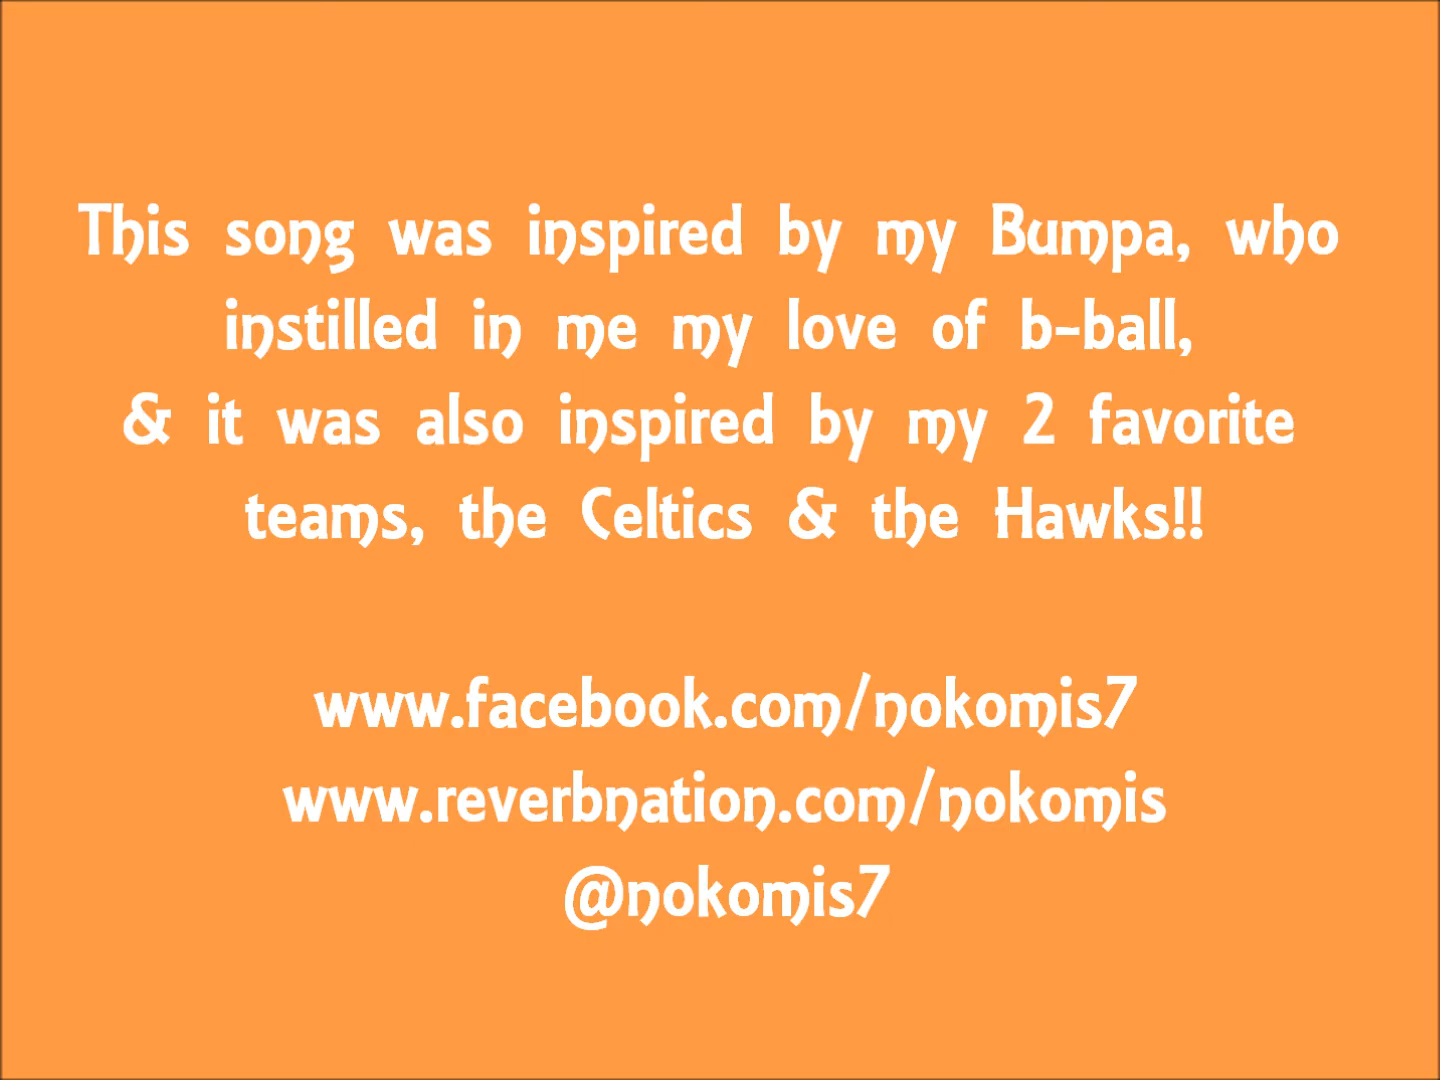 This song was inspired by my Bumpa, who
instilled in me my love of b-ball,
& it was also inspired by my 2 favorite
teams, the Celtics & the Hawks!!
www.facebook.com/nokomis7
www.reverbnation.com/nokomis
@nokomis7